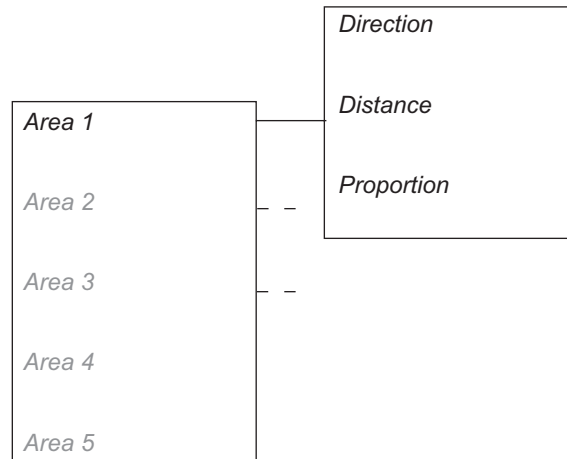 Direction
Distance
Proportion
Area 1
Area 2
Area 3
Area 4
Area 5